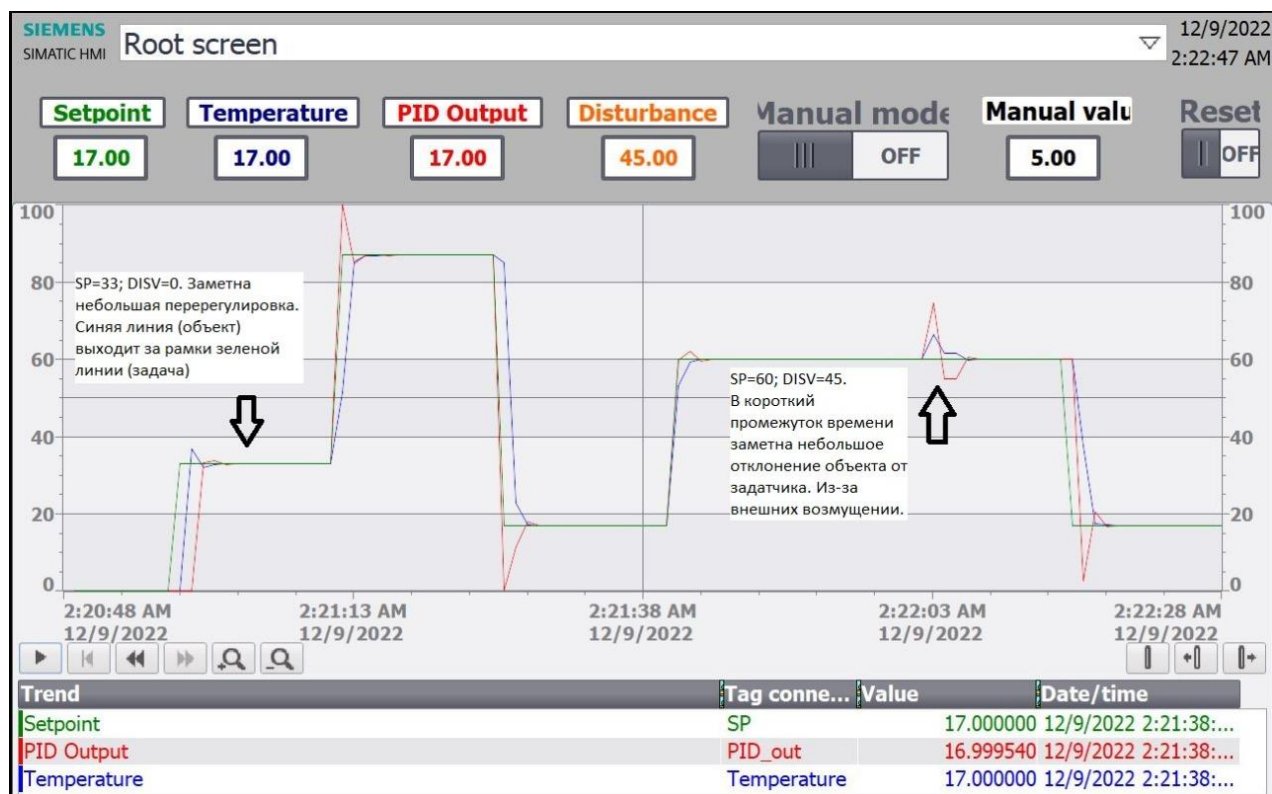 SIEMENS
SIMATIC HMI
Root screen
12/9/2022
2:22:47 AM
Setpoint
Temperature
PID Output
Disturbance
Manual mode
Manual valu
Reset
17.00
17.00
17.00
45.00
OFF
5.00
OFF
100
80
60
40
20
0
100
80
60
40
20
0
SP=33; DISV=0. Заметна
небольшая перерегулировка.
Синяя линия (объект)
выходит за рамки зеленой
линии (задача)
SP=60; DISV=45.
В короткий
промежуток времени
заметна небольшое
отклонение объекта от
задатчика. Из-за
внешних возмущении.
2:20:48 AM
12/9/2022
2:21:13 AM
12/9/2022
2:21:38 AM
12/9/2022
2:22:03 AM
12/9/2022
2:22:28 AM
12/9/2022
Trend Tag conne... Value Date/time
Setpoint SP 17.000000 12/9/2022 2:21:38:...
PID Output PID_out 16.999540 12/9/2022 2:21:38:...
Temperature Temperature 17.000000 12/9/2022 2:21:38:...